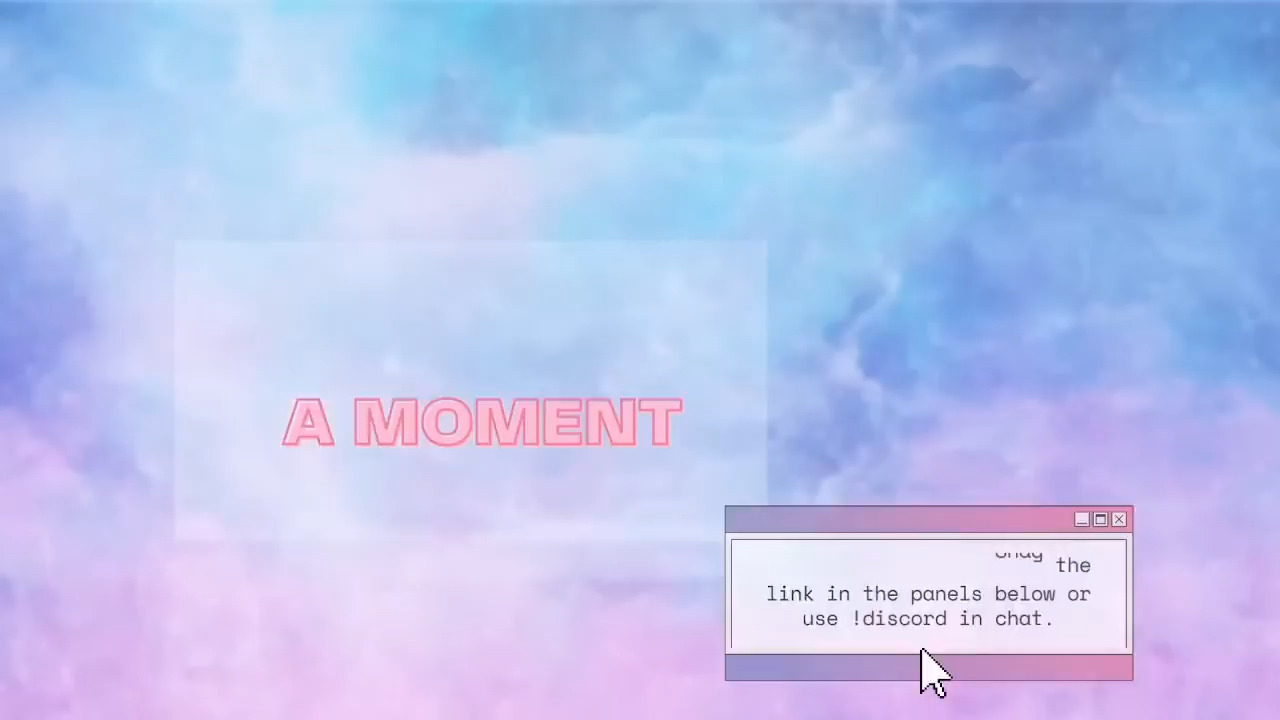 A MOMENT
the
link in the panels below or
use !discord in chat.